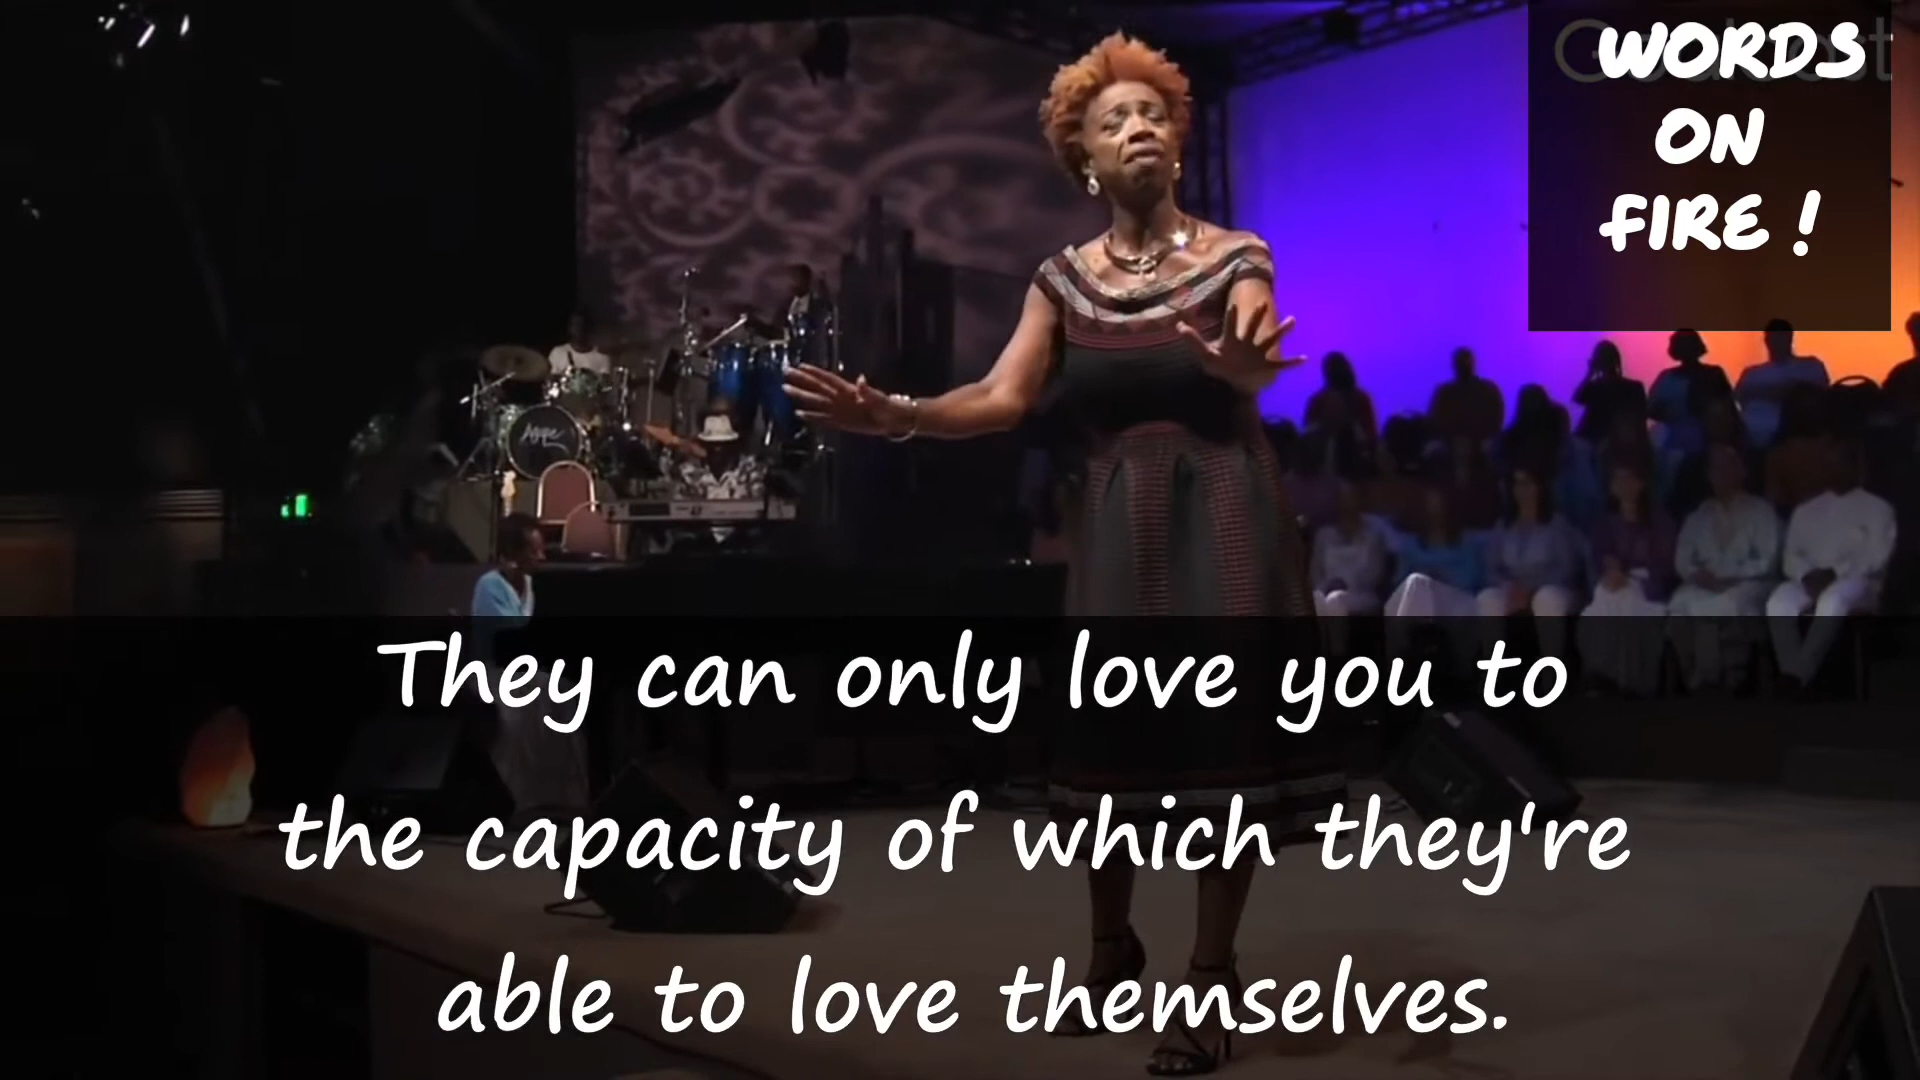 WORDS
ON
FIRE !
Agape
They can only love you to
the capacity of which they're
able to love themselves.